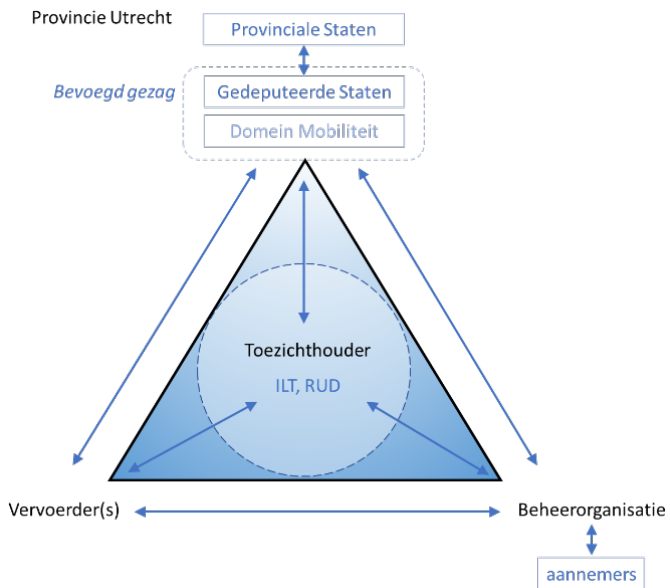 Provincie Utrecht
Provinciale Staten
Bevoegd gezag
Gedeputeerde Staten
Domein Mobiliteit
Toezichthouder
ILT, RUD
Vervoerder(s)
Beheerorganisatie
aannemers